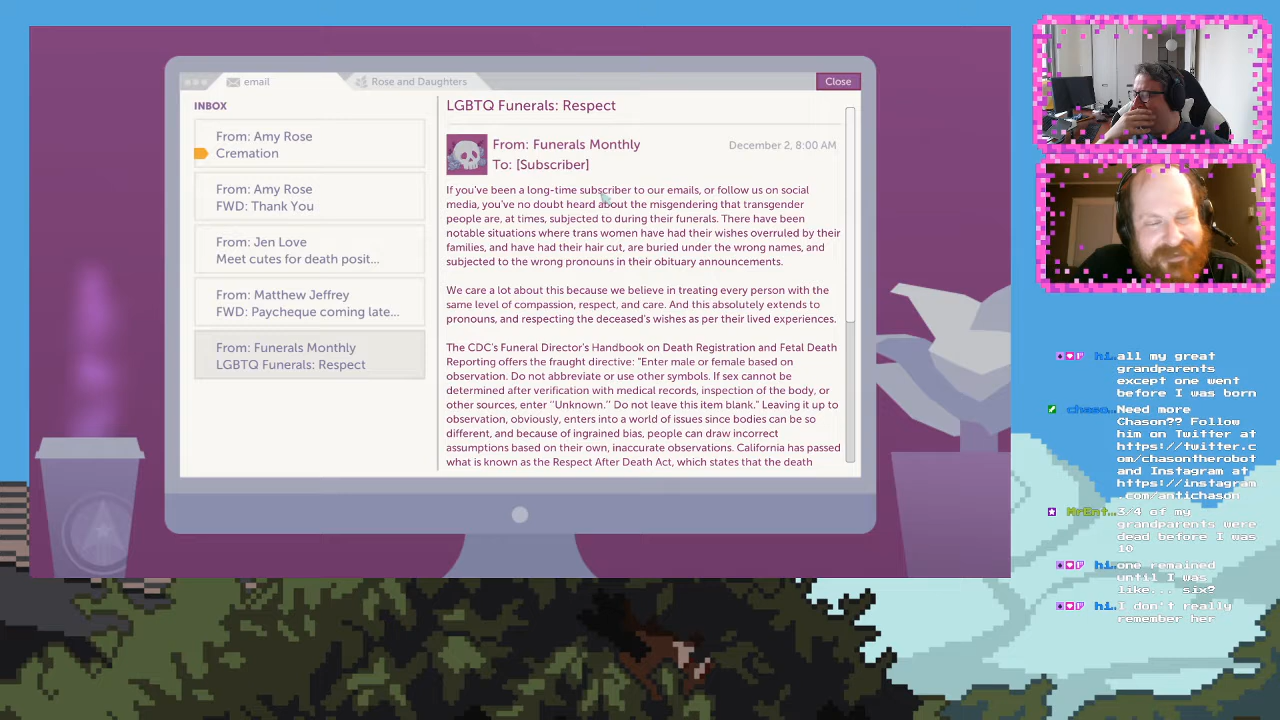 email
Rose and Daughters
Close
INBOX
From: Amy Rose
Cremation
From: Amy Rose
FWD: Thank You
From: Jen Love
Meet cutes for death posit...
From: Matthew Jeffrey
FWD: Paycheque coming late...
From: Funerals Monthly
LGBTQ Funerals: Respect
LGBTQ Funerals: Respect
From: Funerals Monthly
December 2, 8:00 AM
To: [Subscriber]
If you've been a long-time subscriber to our emails, or follow us on social
media, you've no doubt heard about the misgendering that transgender
people are, at times, subjected to during their funerals. There have been
notable situations where trans women have had their wishes overruled by their
families, and have had their hair cut, are buried under the wrong names, and
subjected to the wrong pronouns in their obituary announcements.
We care a lot about this because we believe in treating every person with the
same level of compassion, respect, and care. And this absolutely extends to
pronouns, and respecting the deceased's wishes as per their lived experiences.
The CDC's Funeral Director's Handbook on Death Registration and Fetal Death
Reporting offers the fraught directive: "Enter male or female based on
observation. Do not abbreviate or use other symbols. If sex cannot be
determined after verification with medical records, inspection of the body, or
other sources, enter ‘‘Unknown.’’ Do not leave this item blank." Leaving it up to
observation, obviously, enters into a world of issues since bodies can be so
different, and because of ingrained bias, people can draw incorrect
assumptions based on their own, inaccurate observations. California has passed
what is known as the Respect After Death Act, which states that the death
hi.. all my great
grandparents
except one went
before I was born
chaso.. Need more
Chason?? Follow
him on Twitter at
https://twitter.c
om/chasontherobot
and Instagram at
https://instagram
.com/antichason
MrEnt.. 3/4 af my
grandparents were
dead before I was
10
hi.. one remained
until I was
like... six?
hi.. I don't really
remember her